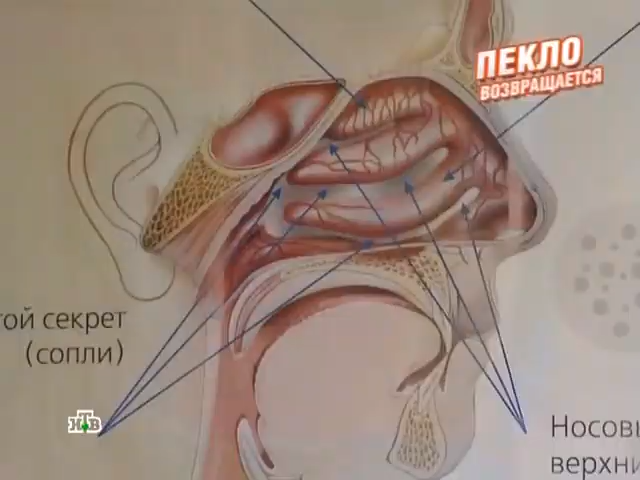 ПЕКЛО
ВОЗВРАЩАЕТСЯ
той секрет
(сопли)
НТВ
Носовы
верхни